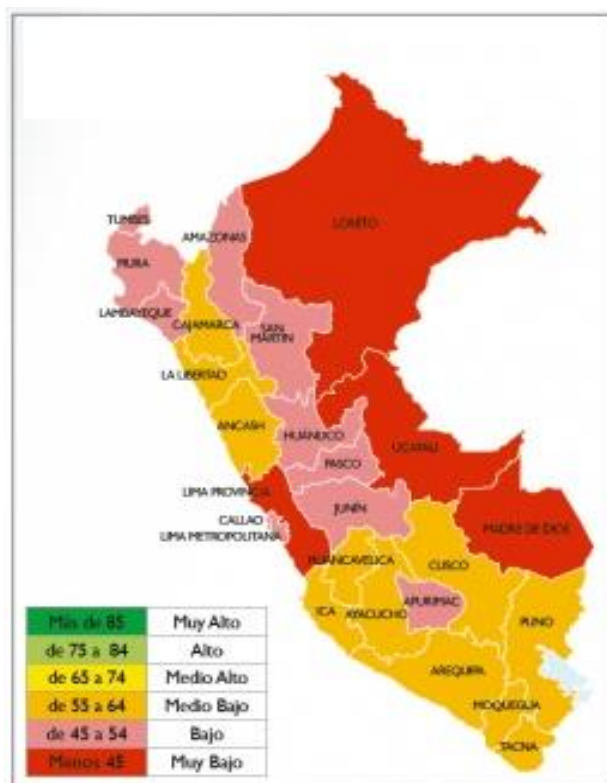 LORETO
TUMBES
AMAZONAS
PIURA
LAMBAYEQUE
CAJAMARCA
SAN
MARTIN
LA LIBERTAD
ANCASH
HUANUCO
UCAYALI
PASCO
LIMA PROVINCIA
JUNÍN
MADRE DE DIOS
CALLAO
LIMA METROPOLITANA
HUANCAVELICA
CUSCO
ICA
AYACUCHO
APURIMAC
PUNO
AREQUIPA
MOQUEGUA
TACNA
Más de 85 Muy Alto
de 75 a 84 Alto
de 65 a 74 Medio Alto
de 55 a 64 Medio Bajo
de 45 a 54 Bajo
Menos 45 Muy Bajo